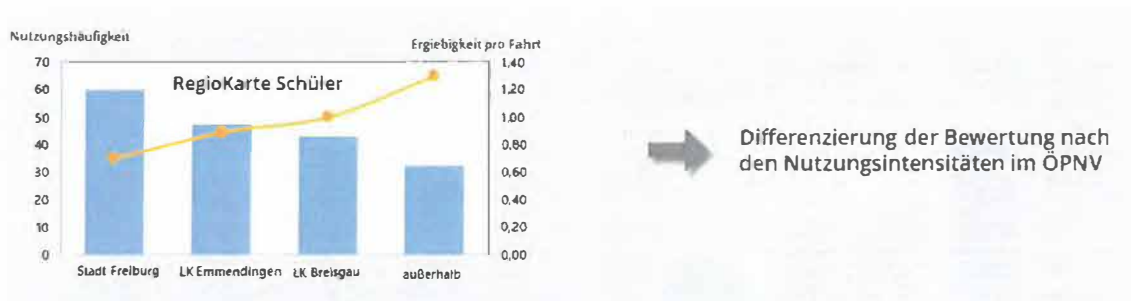 Nutzungshäufigkeit
Ergiebigkeit pro Fahrt
RegioKarte Schüler
70
60
50
40
30
20
10
0
1,40
1,20
1,00
0,80
0,60
0,40
0,20
0,00
Stadt Freiburg
LK Emmendingen
LK Breisgau
außerhalb
Differenzierung der Bewertung nach
den Nutzungsintensitäten im ÖPNV